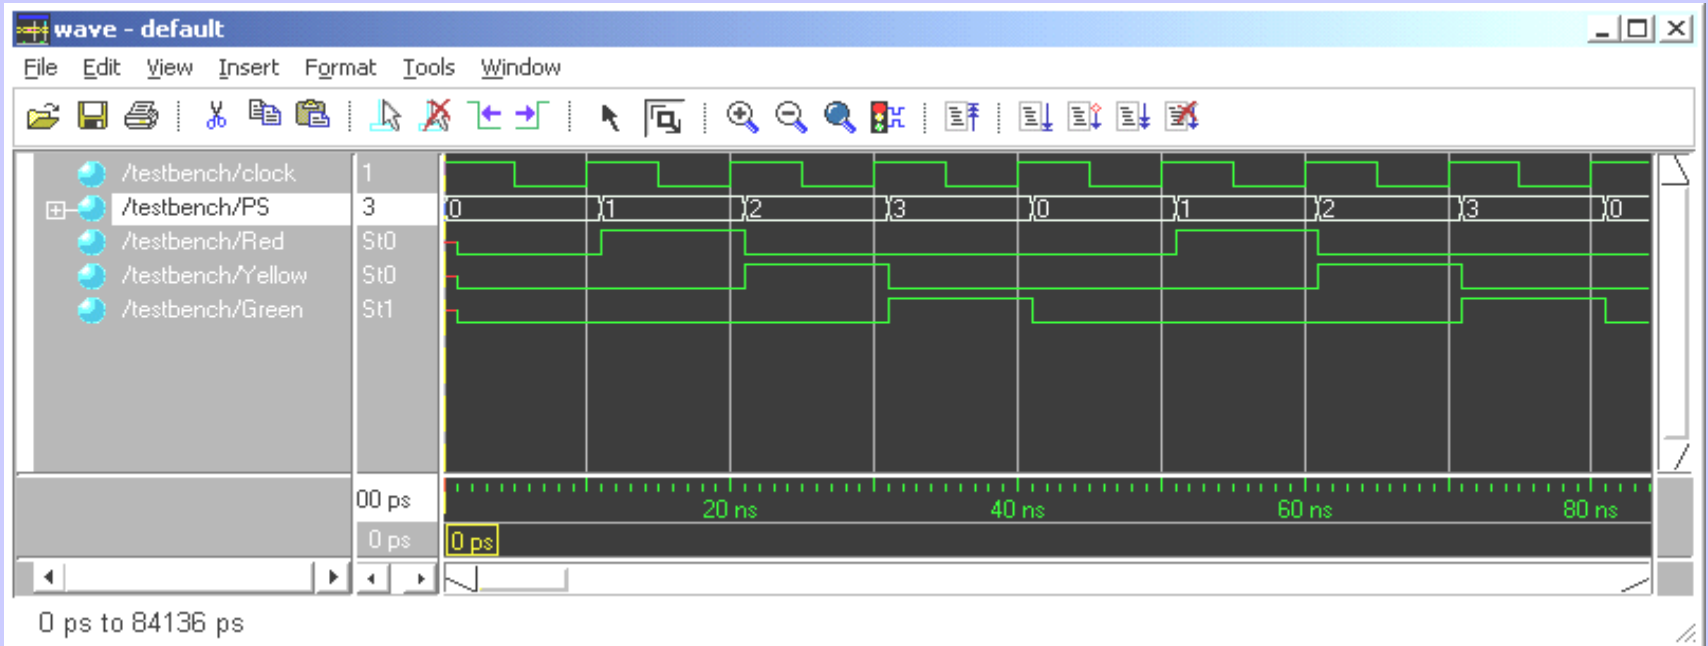 wave - default
File Edit View Insert Format Tools Window
/testbench/clock 1
/testbench/PS 3 0 1 2 3 0 1 2 3 0
/testbench/Red St0
/testbench/Yellow St0
/testbench/Green St1
00 ps 20 ns 40 ns 60 ns 80 ns
0 ps 0 ps
0 ps to 84136 ps